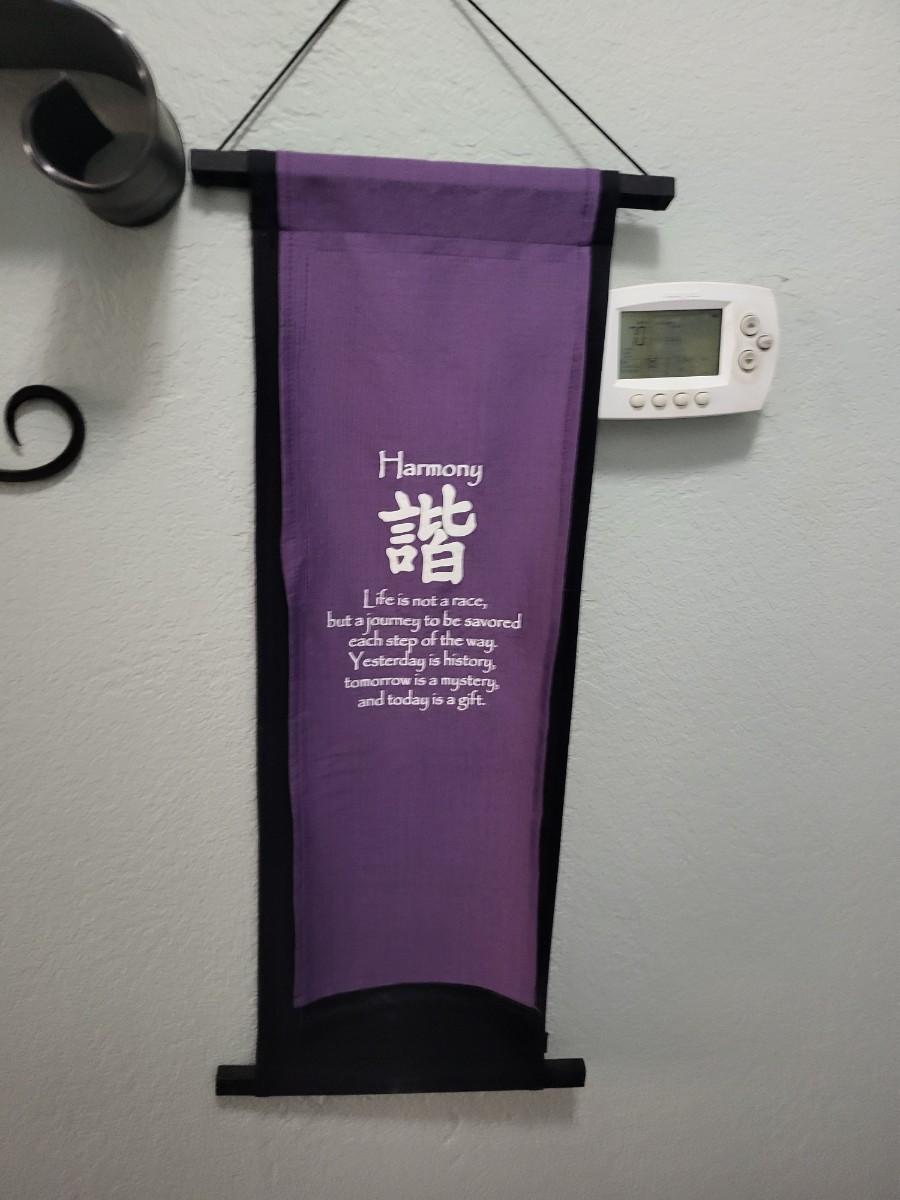 Harmony
諧
Life is not a race,
but a journey to be savored
each step of the way.
Yesterday is history,
tomorrow is a mystery,
and today is a gift.
70